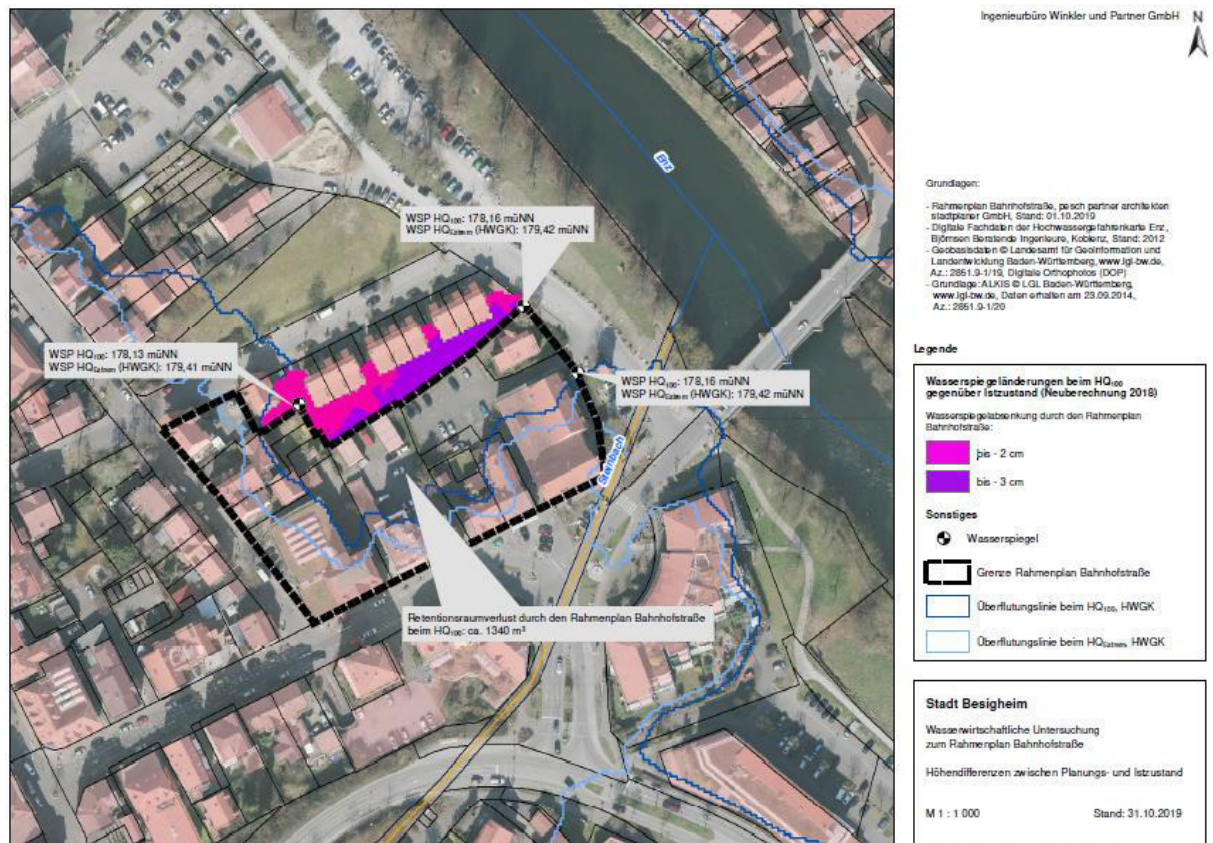 Ingenieurbüro Winkler und Partner GmbH
N
Enz
WSP HQ100: 178,16 müNN
WSP HQExtrem (HWGK): 179,42 müNN
WSP HQ100: 178,13 müNN
WSP HQExtrem (HWGK): 179,41 müNN
WSP HQ100: 178,16 müNN
WSP HQExtrem (HWGK): 179,42 müNN
Steinbach
Retentionsraumverlust durch den Rahmenplan Bahnhofstraße
beim HQ100: ca. 1340 m³
Grundlagen:
- Rahmenplan Bahnhofstraße, pesch partner architekten
stadtplaner GmbH, Stand: 01.10.2019
- Digitale Fachdaten der Hochwassergefahrenkarte Enz,
Björnsen Beratende Ingenieure, Koblenz, Stand: 2012
- Geobasisdaten © Landesamt für Geoinformation und
Landentwicklung Baden-Württemberg, www.lgl-bw.de,
Az.: 2851.9-1/19, Digitale Orthophotos (DOP)
- Grundlage: ALKIS © LGL Baden-Württemberg,
www.lgl-bw.de, Daten erhalten am 23.09.2014,
Az.: 2851.9-1/20
Legende
Wasserspiegeländerungen beim HQ100
gegenüber Istzustand (Neuberechnung 2018)
Wasserspiegelabsenkung durch den Rahmenplan
Bahnhofstraße:
bis - 2 cm
bis - 3 cm
Sonstiges
Wasserspiegel
Grenze Rahmenplan Bahnhofstraße
Überflutungslinie beim HQ100, HWGK
Überflutungslinie beim HQExtrem, HWGK
Stadt Besigheim
Wasserwirtschaftliche Untersuchung
zum Rahmenplan Bahnhofstraße
Höhendifferenzen zwischen Planungs- und Istzustand
M 1 : 1 000
Stand: 31.10.2019